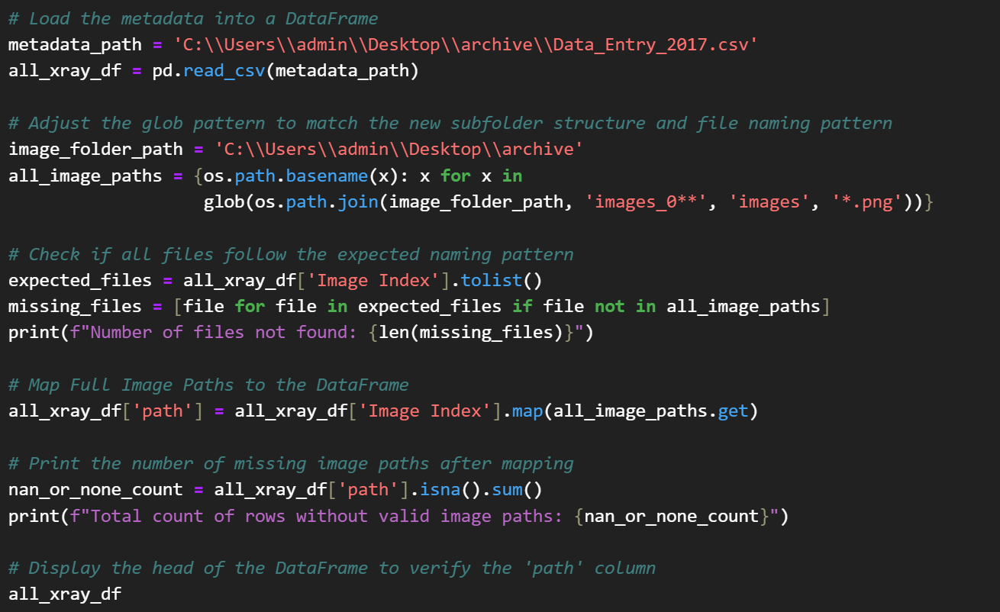 # Load the metadata into a DataFrame
metadata_path = 'C:\\Users\\admin\\Desktop\\archive\\Data_Entry_2017.csv'
all_xray_df = pd.read_csv(metadata_path)

# Adjust the glob pattern to match the new subfolder structure and file naming pattern
image_folder_path = 'C:\\Users\\admin\\Desktop\\archive'
all_image_paths = {os.path.basename(x): x for x in
                   glob(os.path.join(image_folder_path, 'images_0**', 'images', '*.png'))}

# Check if all files follow the expected naming pattern
expected_files = all_xray_df['Image Index'].tolist()
missing_files = [file for file in expected_files if file not in all_image_paths]
print(f"Number of files not found: {len(missing_files)}")

# Map Full Image Paths to the DataFrame
all_xray_df['path'] = all_xray_df['Image Index'].map(all_image_paths.get)

# Print the number of missing image paths after mapping
nan_or_none_count = all_xray_df['path'].isna().sum()
print(f"Total count of rows without valid image paths: {nan_or_none_count}")

# Display the head of the DataFrame to verify the 'path' column
all_xray_df